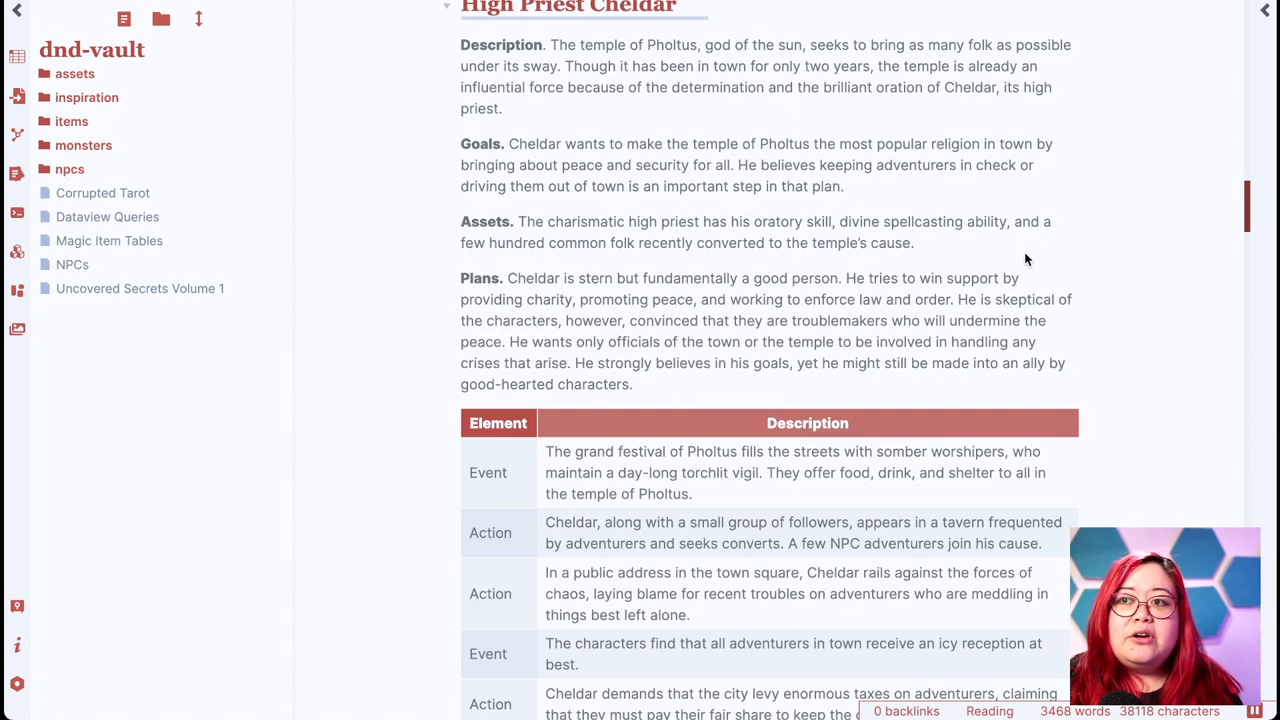 dnd-vault
assets
inspiration
items
monsters
npcs
Corrupted Tarot
Dataview Queries
Magic Item Tables
NPCs
Uncovered Secrets Volume 1
High Priest Cheldar
Description. The temple of Pholtus, god of the sun, seeks to bring as many folk as possible
under its sway. Though it has been in town for only two years, the temple is already an
influential force because of the determination and the brilliant oration of Cheldar, its high
priest.
Goals. Cheldar wants to make the temple of Pholtus the most popular religion in town by
bringing about peace and security for all. He believes keeping adventurers in check or
driving them out of town is an important step in that plan.
Assets. The charismatic high priest has his oratory skill, divine spellcasting ability, and a
few hundred common folk recently converted to the temple’s cause.
Plans. Cheldar is stern but fundamentally a good person. He tries to win support by
providing charity, promoting peace, and working to enforce law and order. He is skeptical of
the characters, however, convinced that they are troublemakers who will undermine the
peace. He wants only officials of the town or the temple to be involved in handling any
crises that arise. He strongly believes in his goals, yet he might still be made into an ally by
good-hearted characters.
Element Description
Event
The grand festival of Pholtus fills the streets with somber worshipers, who
maintain a day-long torchlit vigil. They offer food, drink, and shelter to all in
the temple of Pholtus.
Action
Cheldar, along with a small group of followers, appears in a tavern frequented
by adventurers and seeks converts. A few NPC adventurers join his cause.
Action
In a public address in the town square, Cheldar rails against the forces of
chaos, laying blame for recent troubles on adventurers who are meddling in
things best left alone.
Event
The characters find that all adventurers in town receive an icy reception at
best.
Action
Cheldar demands that the city levy enormous taxes on adventurers, claiming
that they must pay their fair share to keep the
0 backlinks Reading 3468 words 38118 characters